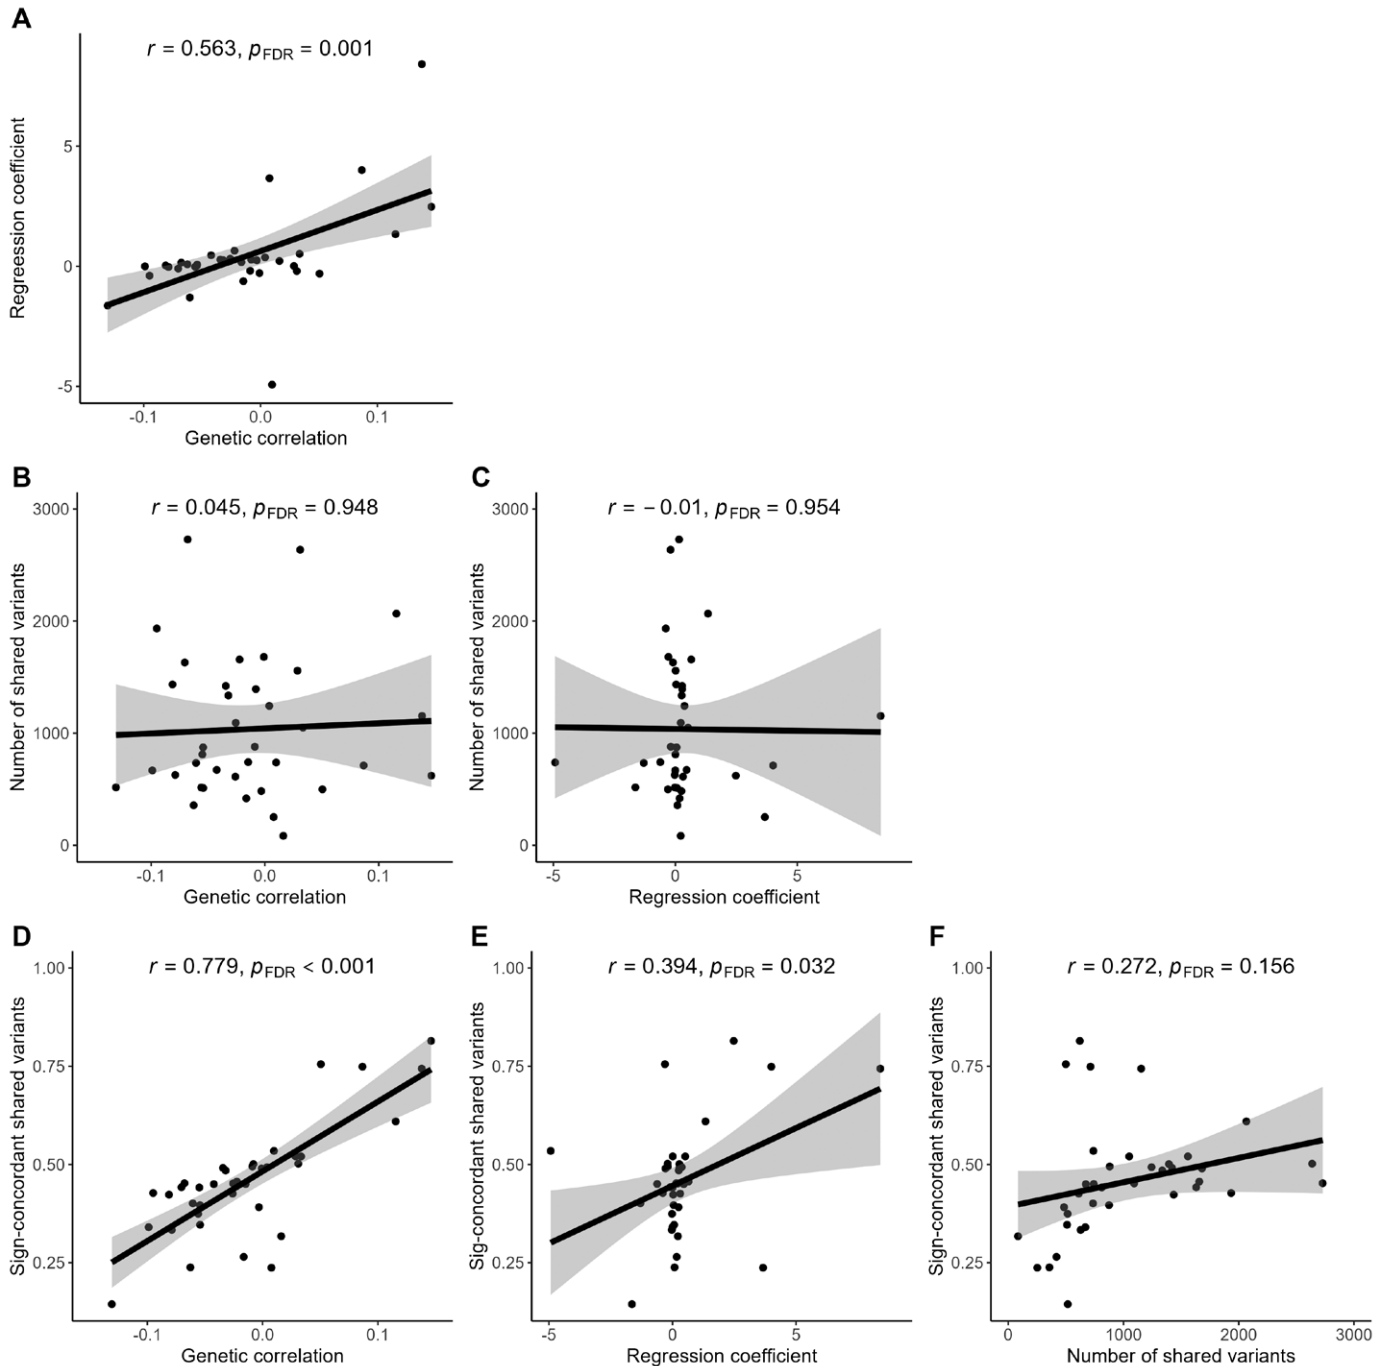 A
r = 0.563, pFDR = 0.001
Regreession coefficient
5
0
-5
-0.1 0.0 0.1
Genetic correlation
B
r = 0.045, pFDR = 0.948
Number of shared variants
3000
2000
1000
0
-0.1 0.0 0.1
Genetic correlation
C
r = − 0.01, pFDR = 0.954
Number of shared variants
3000
2000
1000
0
-5 0 5
Regression coefficient
D
r = 0.779, pFDR < 0.001
Sign-concordant shared variants
1.00
0.75
0.50
0.25
-0.1 0.0 0.1
Genetic correlation
E
r = 0.394, pFDR = 0.032
Sig-concordant shared variants
1.00
0.75
0.50
0.25
-5 0 5
Regression coefficient
F
r = 0.272, pFDR = 0.156
Sign-concordant shared variants
1.00
0.75
0.50
0.25
0 1000 2000 3000
Number of shared variants